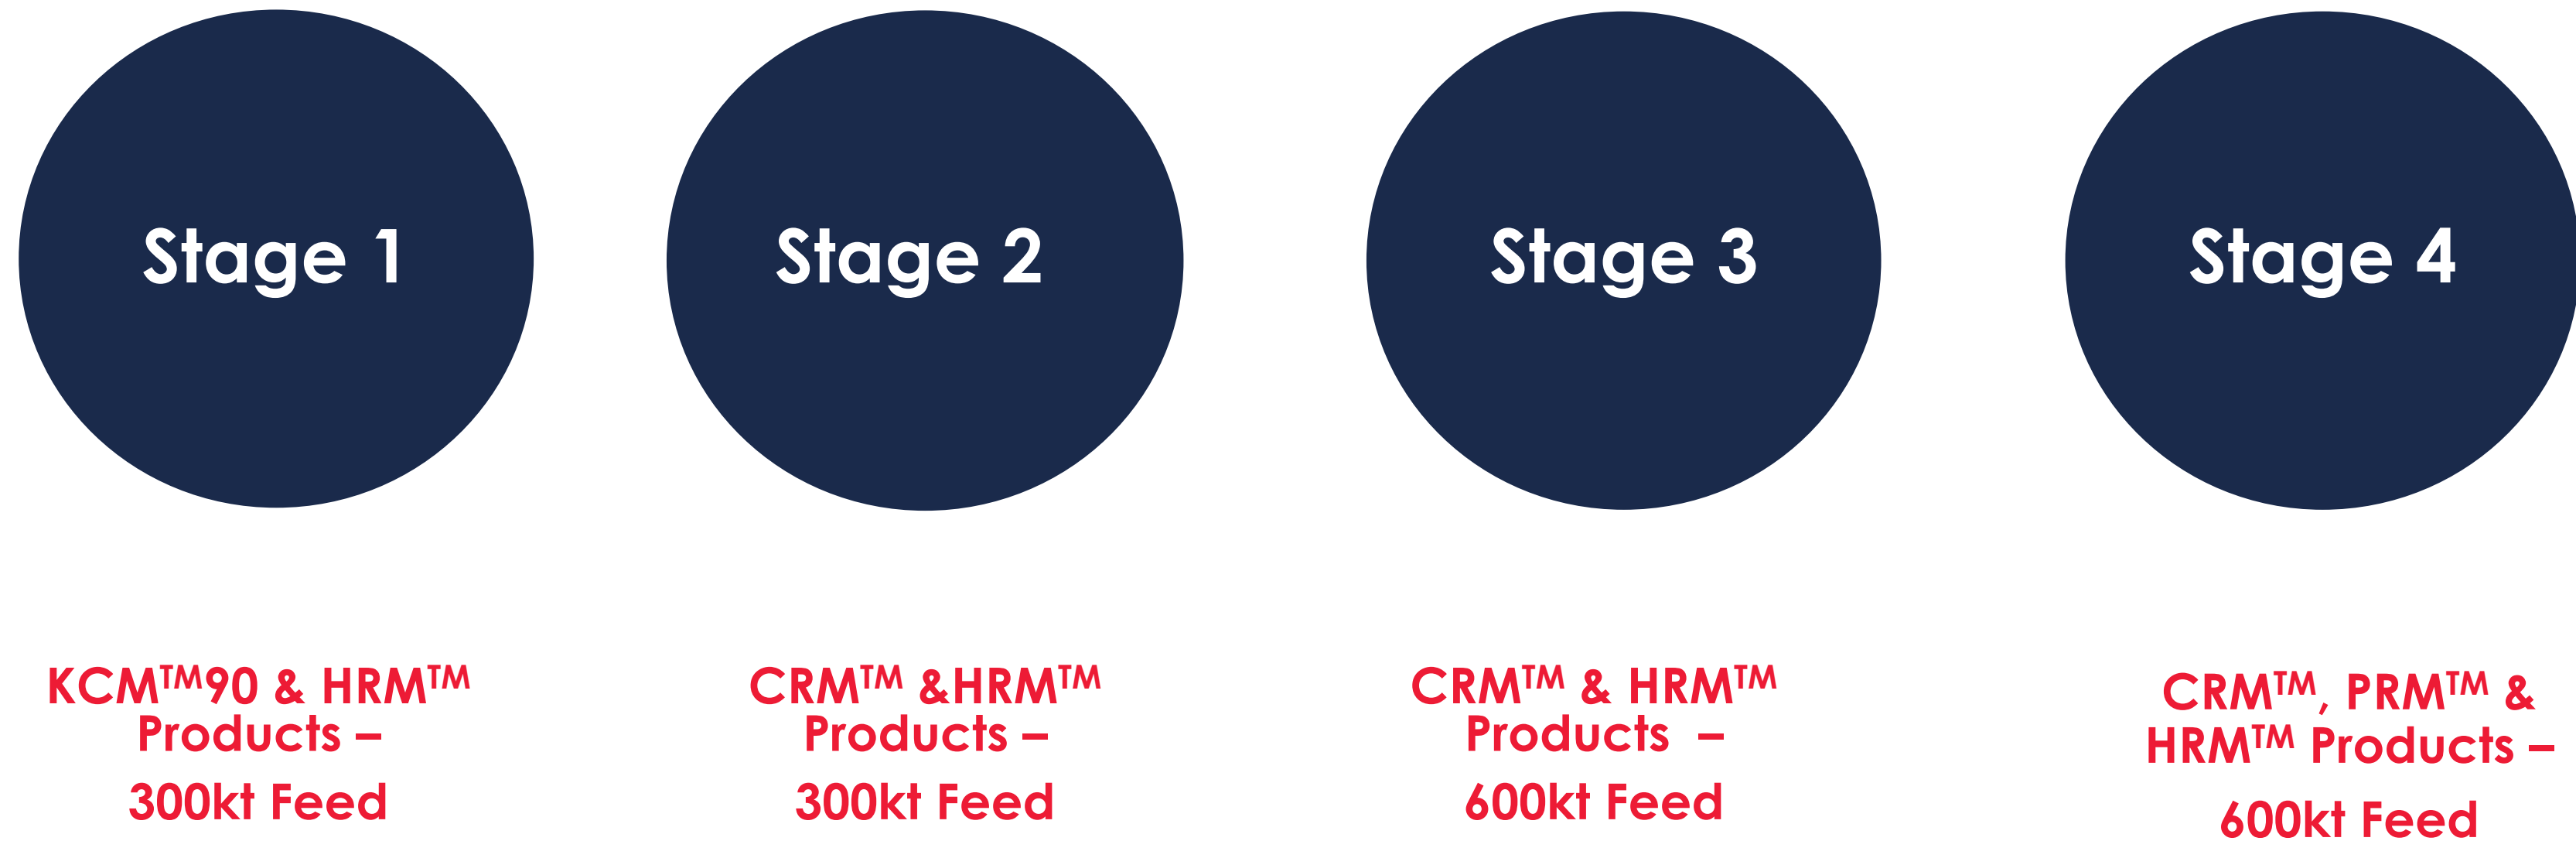 Stage 1
Stage 2
Stage 3
Stage 4
KCM™90 & HRM™
Products –
300kt Feed
CRM™ &HRM™
Products –
300kt Feed
CRM™ & HRM™
Products –
600kt Feed
CRM™, PRM™ &
HRM™ Products –
600kt Feed